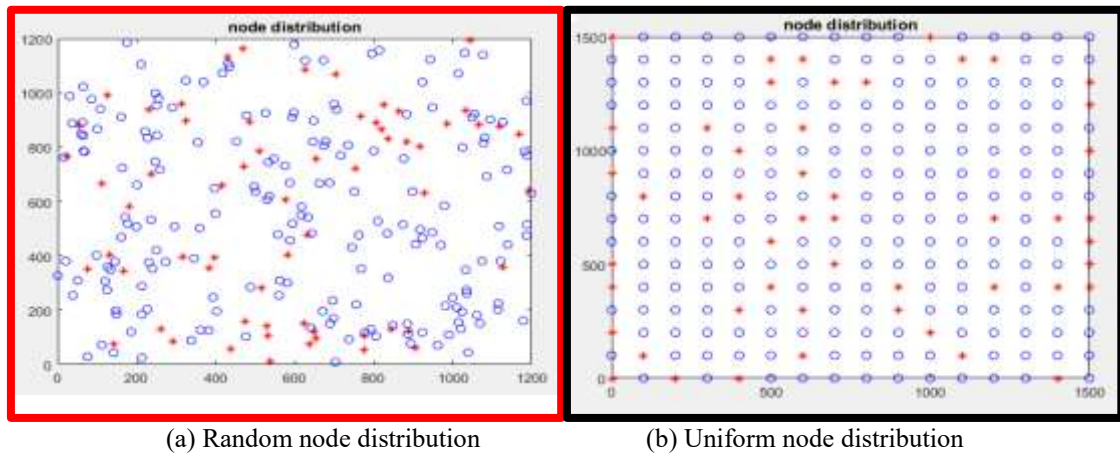 node distribution
1200
1000
800
600
400
200
0
0 200 400 600 800 1000 1200
node distribution
1500
1000
500
0
0 500 1000 1500
(a) Random node distribution
(b) Uniform node distribution